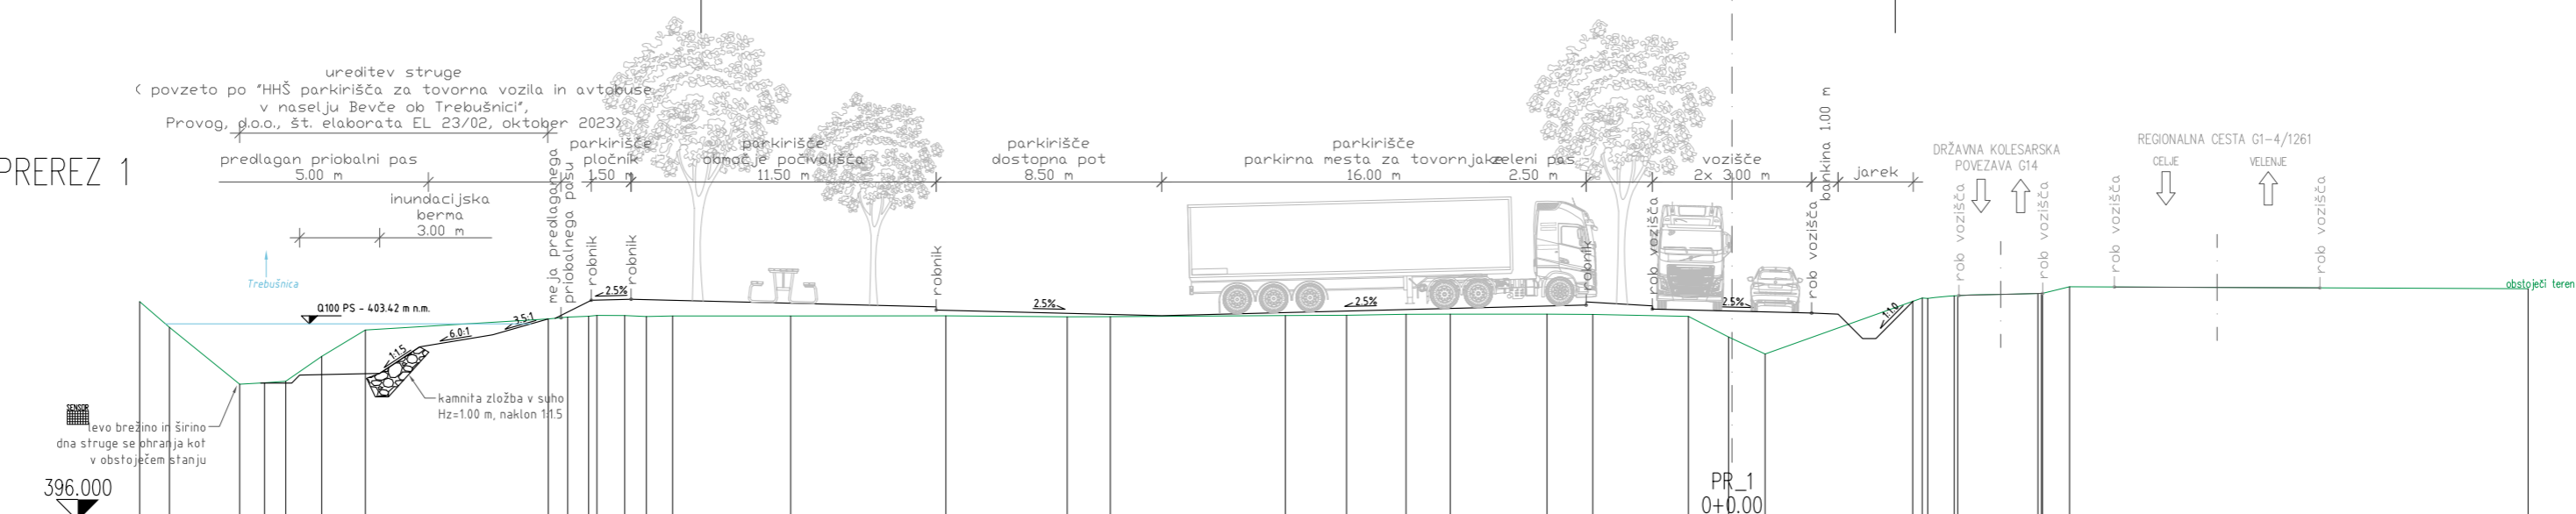 PREREZ 1
ureditev struge
( povzeto po "HHŠ parkirišča za tovorna vozila in avtobuse
v naselju Bevče ob Trebušnici",
Provog, d.o.o., št. elaborata EL 23/02, oktober 2023)
predlagan priobalni pas
5.00 m
inundacijska
berma
3.00 m
meja predlaganega
priobalnega pasu
parkirišče
pločnik
1.50 m
robnik
robnik
parkirišče
območje počivališča
11.50 m
robnik
parkirišče
dostopna pot
8.50 m
parkirišče
parkirna mesta za tovornjake
16.00 m
zeleni pas
2.50 m
robnik
rob vozišča
vozišče
2x 3.00 m
rob vozišča
bankina 1.00 m
jarek
DRŽAVNA KOLESARSKA
POVEZAVA G14
rob vozišča
rob vozišča
REGIONALNA CESTA G1-4/1261
CELJE
VELENJE
rob vozišča
rob vozišča
obstoječi teren
Trebušnica
Q100 PS - 403.42 m n.m.
2.5%
2.5%
2.5%
2.5%
3.5:1
6.0:1
1:1.5
1:1.0
kamnita zložba v suho
Hz=1.00 m, naklon 1:1.5
levo brežino in širino
dna struge se ohranja kot
v obstoječem stanju
396.000
PR_1
0+0.00